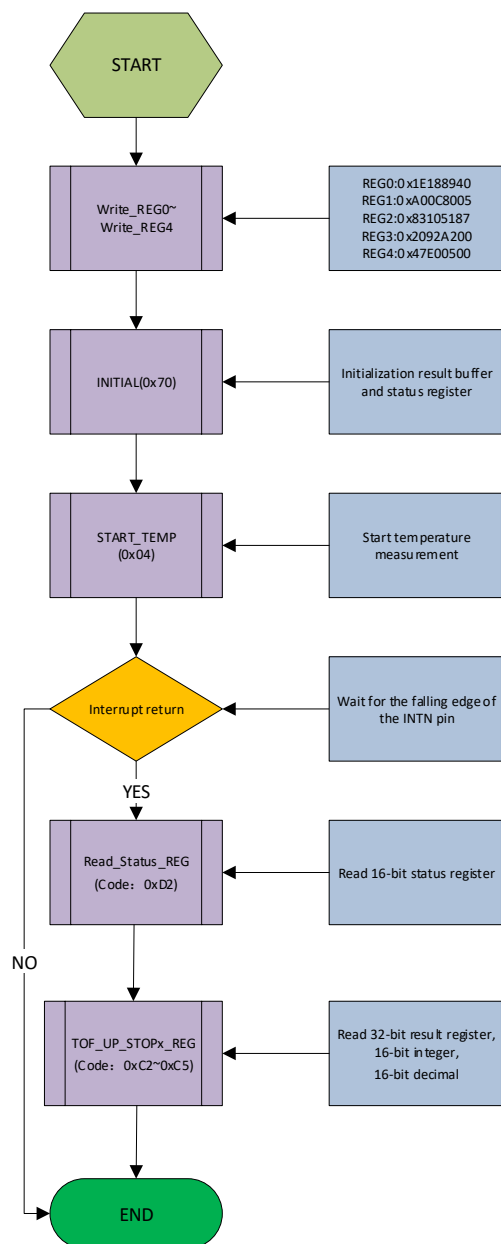 START
Write_REG0~
Write_REG4
REG0:0x1E188940
REG1:0xA00C8005
REG2:0x83105187
REG3:0x2092A200
REG4:0x47E00500
INITIAL(0x70)
Initialization result buffer
and status register
START_TEMP
(0x04)
Start temperature
measurement
Interrupt return
Wait for the falling edge of
the INTN pin
YES
Read_Status_REG
(Code：0xD2)
Read 16-bit status register
NO
TOF_UP_STOPx_REG
(Code：0xC2~0xC5)
Read 32-bit result register,
16-bit integer,
16-bit decimal
END